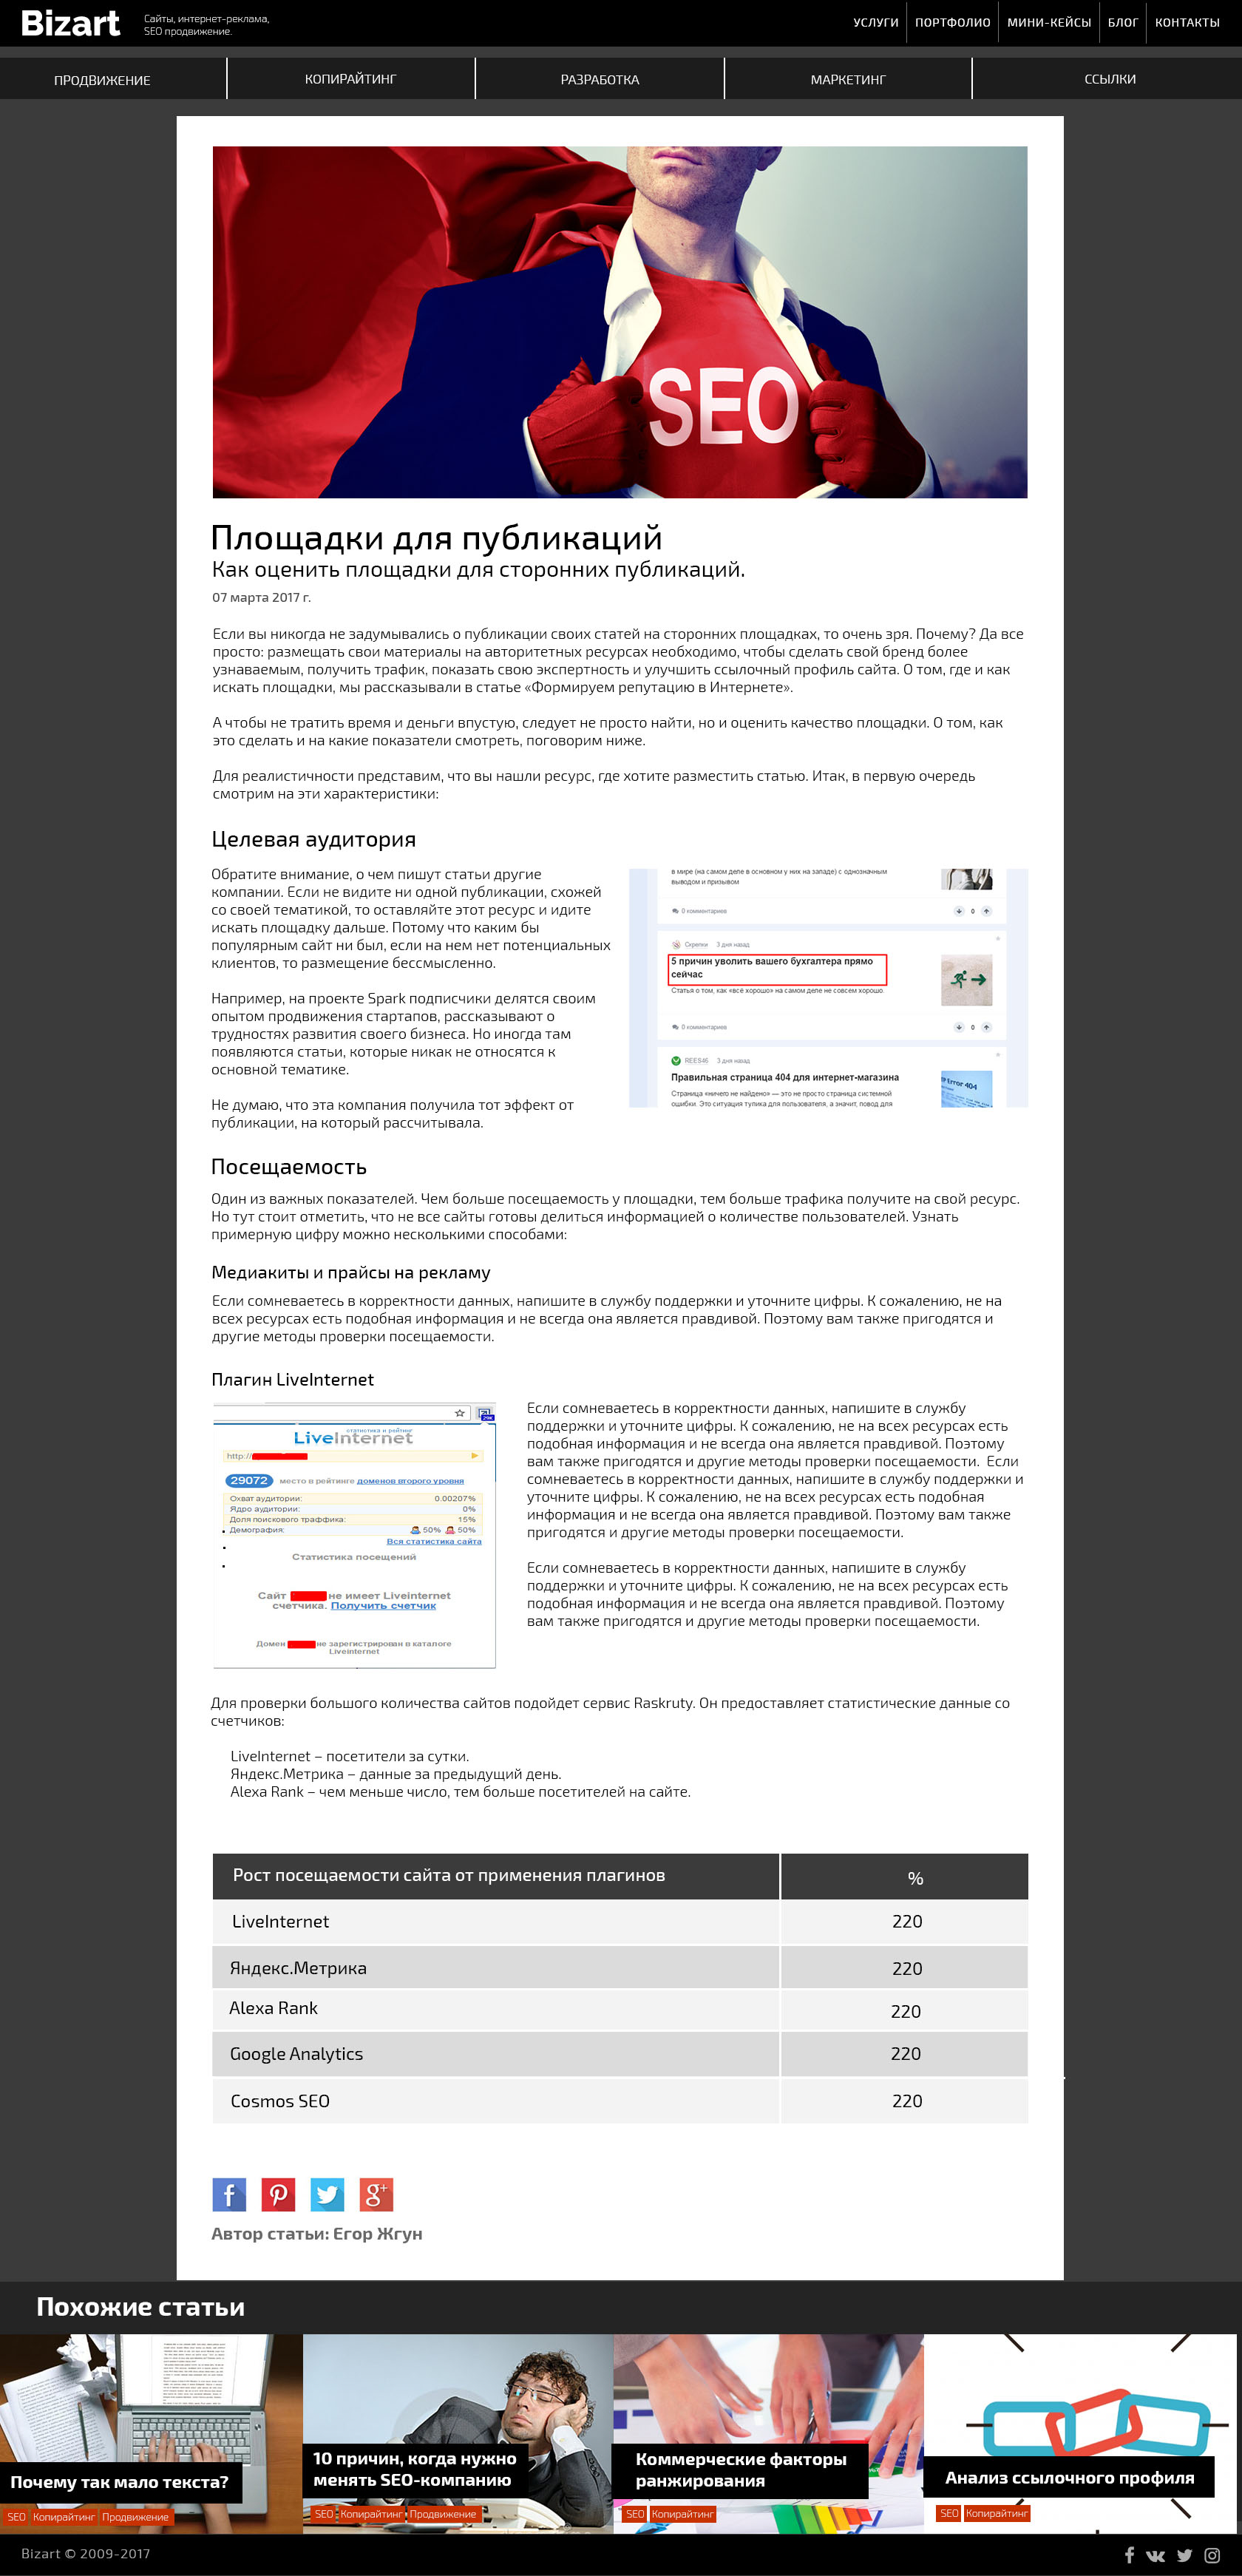 Bizart
Сайты, интернет-реклама,
SEO продвижение.
УСЛУГИ
ПОРТФОЛИО
МИНИ-КЕЙСЫ
БЛОГ
КОНТАКТЫ
ПРОДВИЖЕНИЕ
КОПИРАЙТИНГ
РАЗРАБОТКА
МАРКЕТИНГ
ССЫЛКИ
SEO
Площадки для публикаций
Как оценить площадки для сторонних публикаций.
07 марта 2017 г.
Если вы никогда не задумывались о публикации своих статей на сторонних площадках, то очень зря. Почему? Да все
просто: размещать свои материалы на авторитетных ресурсах необходимо, чтобы сделать свой бренд более
узнаваемым, получить трафик, показать свою экспертность и улучшить ссылочный профиль сайта. О том, где и как
искать площадки, мы рассказывали в статье «Формируем репутацию в Интернете».
А чтобы не тратить время и деньги впустую, следует не просто найти, но и оценить качество площадки. О том, как
это сделать и на какие показатели смотреть, поговорим ниже.
Для реалистичности представим, что вы нашли ресурс, где хотите разместить статью. Итак, в первую очередь
смотрим на эти характеристики:
Целевая аудитория
Обратите внимание, о чем пишут статьи другие
компании. Если не видите ни одной публикации, схожей
со своей тематикой, то оставляйте этот ресурс и идите
искать площадку дальше. Потому что каким бы
популярным сайт ни был, если на нем нет потенциальных
клиентов, то размещение бессмысленно.
Например, на проекте Spark подписчики делятся своим
опытом продвижения стартапов, рассказывают о
трудностях развития своего бизнеса. Но иногда там
появляются статьи, которые никак не относятся к
основной тематике.
Не думаю, что эта компания получила тот эффект от
публикации, на который рассчитывала.
в мире (на самом деле в основном у них на западе) с однозначным
выводом и призывом
0 комментариев
0
Скрепки 3 дня назад
5 причин уволить вашего бухгалтера прямо
сейчас
Статья о том, как «всё хорошо» на самом деле не совсем хорошо.
0 комментариев
0
REES46 3 дня назад
Правильная страница 404 для интернет-магазина
Страница «ничего не найдено» — это не просто страница системной
ошибки. Это ситуация тупика для пользователя, а значит, повод для
Error 404
Посещаемость
Один из важных показателей. Чем больше посещаемость у площадки, тем больше трафика получите на свой ресурс.
Но тут стоит отметить, что не все сайты готовы делиться информацией о количестве пользователей. Узнать
примерную цифру можно несколькими способами:
Медиакиты и прайсы на рекламу
Если сомневаетесь в корректности данных, напишите в службу поддержки и уточните цифры. К сожалению, не на
всех ресурсах есть подобная информация и не всегда она является правдивой. Поэтому вам также пригодятся и
другие методы проверки посещаемости.
Плагин LiveInternet
29K
статистика и рейтинг
LiveInternet
http://
29072 место в рейтинге доменов второго уровня
Охват аудитории: 0.00207%
Ядро аудитории: 0%
Доля поискового траффика: 15%
Демография: 50% 50%
Вся статистика сайта
Статистика посещений
Сайт не имеет Liveinternet
счетчика. Получить счетчик
Домен не зарегистрирован в каталоге
Liveinternet
Если сомневаетесь в корректности данных, напишите в службу
поддержки и уточните цифры. К сожалению, не на всех ресурсах есть
подобная информация и не всегда она является правдивой. Поэтому
вам также пригодятся и другие методы проверки посещаемости. Если
сомневаетесь в корректности данных, напишите в службу поддержки и
уточните цифры. К сожалению, не на всех ресурсах есть подобная
информация и не всегда она является правдивой. Поэтому вам также
пригодятся и другие методы проверки посещаемости.
Если сомневаетесь в корректности данных, напишите в службу
поддержки и уточните цифры. К сожалению, не на всех ресурсах есть
подобная информация и не всегда она является правдивой. Поэтому
вам также пригодятся и другие методы проверки посещаемости.
Для проверки большого количества сайтов подойдет сервис Raskruty. Он предоставляет статистические данные со
счетчиков:
LiveInternet – посетители за сутки.
Яндекс.Метрика – данные за предыдущий день.
Alexa Rank – чем меньше число, тем больше посетителей на сайте.
Рост посещаемости сайта от применения плагинов %
LiveInternet 220
Яндекс.Метрика 220
Alexa Rank 220
Google Analytics 220
Cosmos SEO 220
Автор статьи: Егор Жгун
Похожие статьи
Почему так мало текста?
SEO Копирайтинг Продвижение
10 причин, когда нужно
менять SEO-компанию
SEO Копирайтинг Продвижение
Коммерческие факторы
ранжирования
SEO Копирайтинг
Анализ ссылочного профиля
SEO Копирайтинг
Bizart © 2009-2017